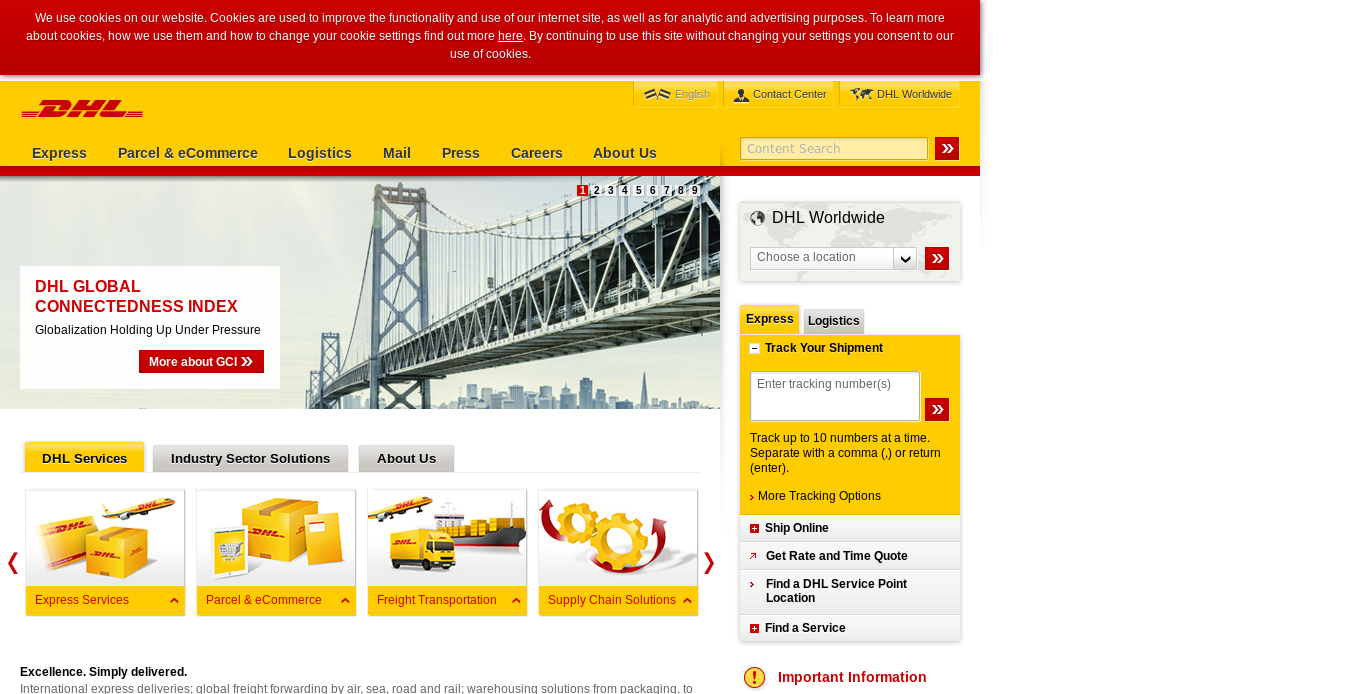 We use cookies on our website. Cookies are used to improve the functionality and use of our internet site, as well as for analytic and advertising purposes. To learn more
about cookies, how we use them and how to change your cookie settings find out more here. By continuing to use this site without changing your settings you consent to our
use of cookies.
English
Contact Center
DHL Worldwide
DHL
Content Search
Express
Parcel & eCommerce
Logistics
Mail
Press
Careers
About Us
1 2 3 4 5 6 7 8 9
DHL GLOBAL
CONNECTEDNESS INDEX
Globalization Holding Up Under Pressure
More about GCI
DHL Worldwide
Choose a location
Express
Logistics
Track Your Shipment
Enter tracking number(s)
Track up to 10 numbers at a time.
Separate with a comma (,) or return
(enter).
More Tracking Options
Ship Online
Get Rate and Time Quote
Find a DHL Service Point
Location
Find a Service
Important Information
DHL Services
Industry Sector Solutions
About Us
DHL
DHL
DHL
DHL
Express Services
Parcel & eCommerce
Freight Transportation
Supply Chain Solutions
Excellence. Simply delivered.
International express deliveries; global freight forwarding by air, sea, road and rail; warehousing solutions from packaging, to